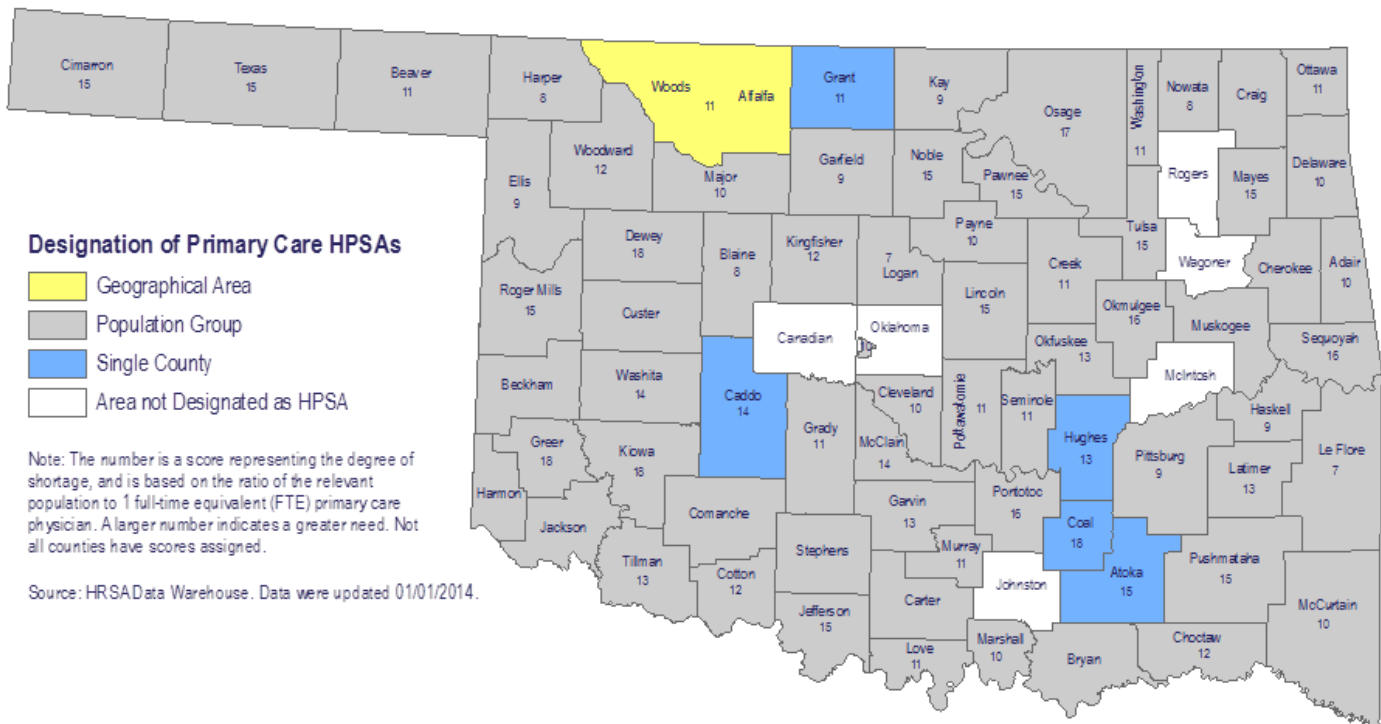 Cimarron
15
Texas
15
Beaver
11
Harper
8
Woods
11
Alfalfa
Grant
11
Kay
9
Osage
17
Washington
11
Nowata
8
Craig
Ottawa
11
Ellis
9
Woodward
12
Major
10
Garfield
9
Noble
15
Pawnee
15
Rogers
Mayes
15
Delaware
10
Dewey
18
Blaine
8
Kingfisher
12
7
Logan
Payne
10
Creek
11
Tulsa
15
Wagoner
Cherokee
Adair
10
Designation of Primary Care HPSAs
Geographical Area
Population Group
Single County
Area not Designated as HPSA
Roger Mills
15
Custer
Canadian
Oklahoma
Lincoln
15
Okmulgee
16
Muskogee
Okfuskee
13
Sequoyah
16
Beckham
Washita
14
Caddo
14
Grady
11
Cleveland
10
McClain
14
Pottawatomie
11
Seminole
11
Hughes
13
McIntosh
Haskell
9
Pittsburg
9
Latimer
13
Le Flore
7
Greer
18
Kiowa
18
Harmon
Jackson
Comanche
Garvin
13
Pontotoc
16
Coal
18
Tillman
13
Cotton
12
Stephens
Murray
11
Johnston
Atoka
15
Pushmataha
15
McCurtain
10
Jefferson
15
Carter
Love
11
Marshall
10
Bryan
Choctaw
12
Note: The number is a score representing the degree of
shortage, and is based on the ratio of the relevant
population to 1 full-time equivalent (FTE) primary care
physician. A larger number indicates a greater need. Not
all counties have scores assigned.
Source: HRSA Data Warehouse. Data were updated 01/01/2014.